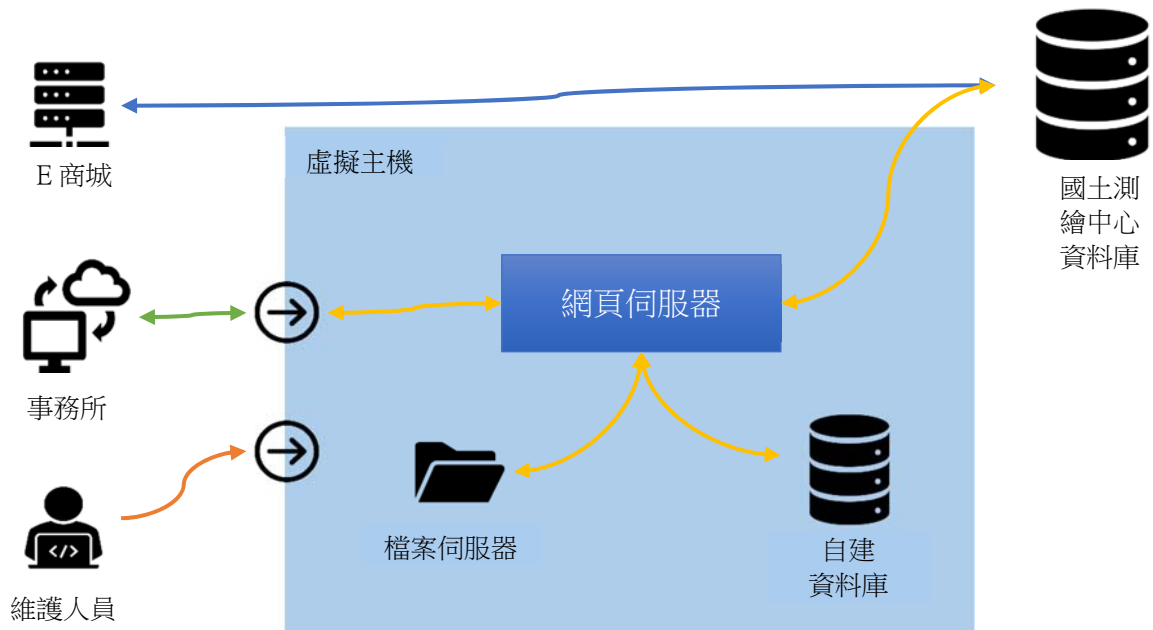 E 商城
虛擬主機
國土測
繪中心
資料庫
網頁伺服器
事務所
檔案伺服器
自建
資料庫
</>
維護人員